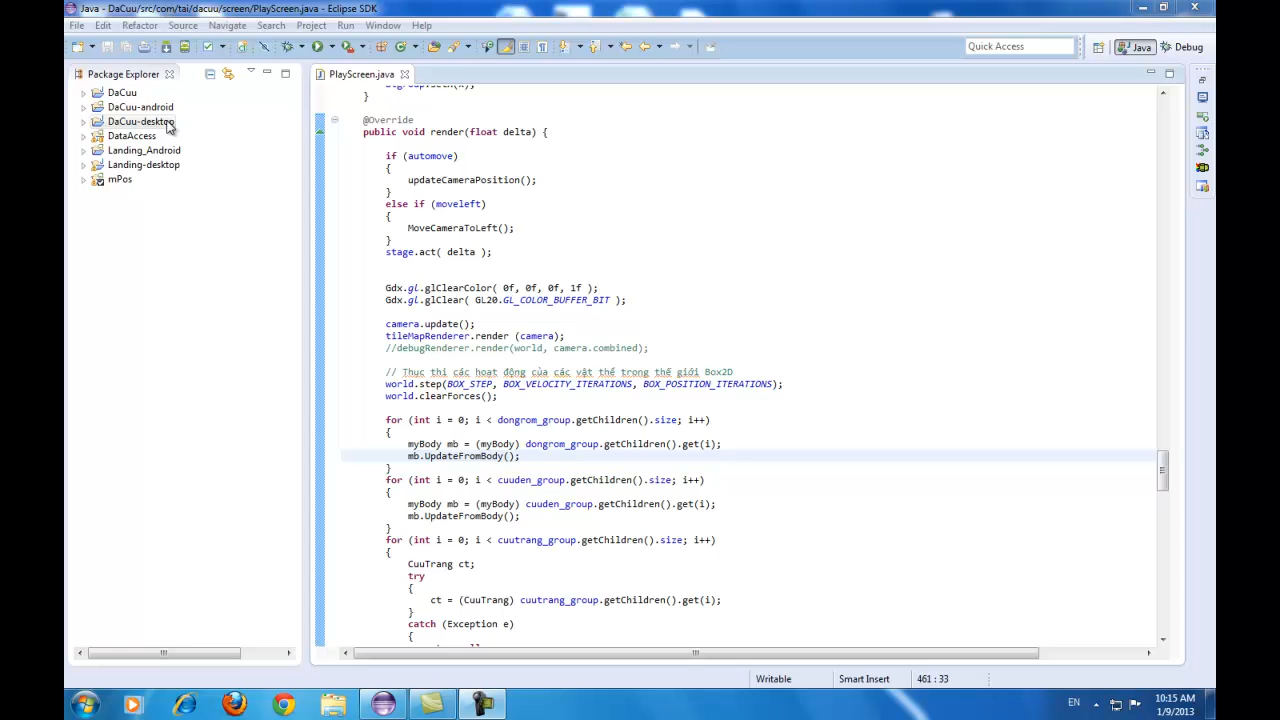 Java - DaCuu/src/com/tai/dacuu/screen/PlayScreen.java - Eclipse SDK
File Edit Refactor Source Navigate Search Project Run Window Help
Quick Access
Java
Debug
Package Explorer
PlayScreen.java
DaCuu
DaCuu-android
DaCuu-desktop
DataAccess
Landing_Android
Landing-desktop
mPos
}
@Override
public void render(float delta) {
if (automove)
{
updateCameraPosition();
}
else if (moveleft)
{
MoveCameraToLeft();
}
stage.act( delta );
Gdx.gl.glClearColor( 0f, 0f, 0f, 1f );
Gdx.gl.glClear( GL20.GL_COLOR_BUFFER_BIT );
camera.update();
tileMapRenderer.render (camera);
//debugRenderer.render(world, camera.combined);
// Thực thi các hoạt động của các vật thể trong thế giới Box2D
world.step(BOX_STEP, BOX_VELOCITY_ITERATIONS, BOX_POSITION_ITERATIONS);
world.clearForces();
for (int i = 0; i < dongrom_group.getChildren().size; i++)
{
myBody mb = (myBody) dongrom_group.getChildren().get(i);
mb.UpdateFromBody();
}
for (int i = 0; i < cuuden_group.getChildren().size; i++)
{
myBody mb = (myBody) cuuden_group.getChildren().get(i);
mb.UpdateFromBody();
}
for (int i = 0; i < cuutrang_group.getChildren().size; i++)
{
CuuTrang ct;
try
{
ct = (CuuTrang) cuutrang_group.getChildren().get(i);
}
catch (Exception e)
{
Writable
Smart Insert
461 : 33
EN
10:15 AM
1/9/2013